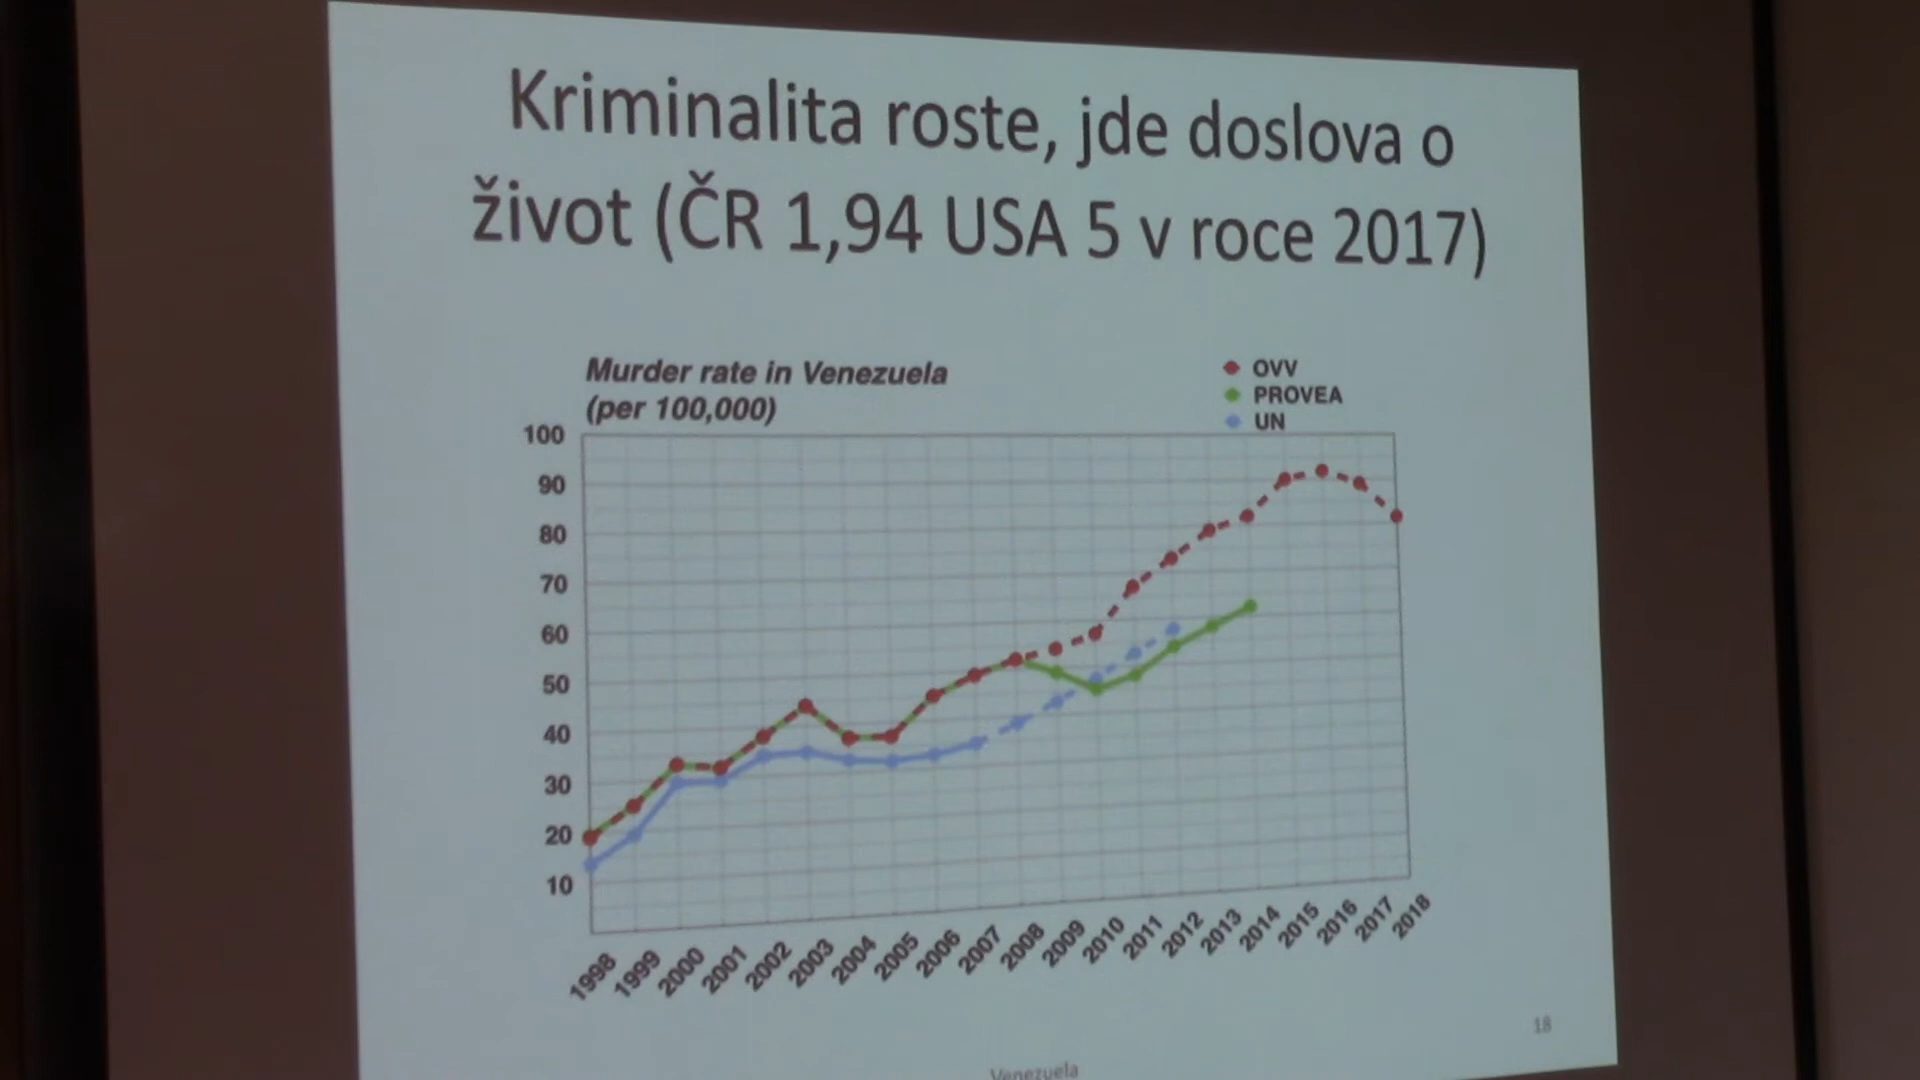 Kriminalita roste, jde doslova o
život (ČR 1,94 USA 5 v roce 2017)
Murder rate in Venezuela
(per 100,000)
OVV
PROVEA
UN
100
90
80
70
60
50
40
30
20
10
1998 1999 2000 2001 2002 2003 2004 2005 2006 2007 2008 2009 2010 2011 2012 2013 2014 2015 2016 2017 2018
18
Venezuela